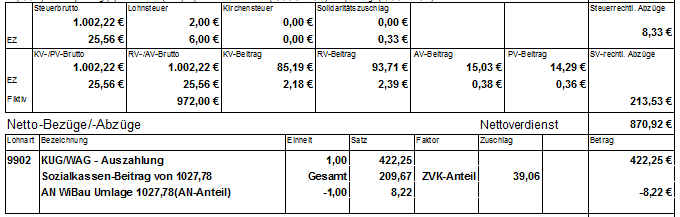 Steuerbrutto Lohnsteuer Kirchensteuer Solidaritätszuschlag Steuerrechtl. Abzüge
1.002,22 € 2,00 € 0,00 € 0,00 €
8,33 €
EZ 25,56 € 6,00 € 0,00 € 0,33 €
KV-/PV-Brutto RV-/AV-Brutto KV-Beitrag RV-Beitrag AV-Beitrag PV-Beitrag SV-rechtl. Abzüge
1.002,22 € 1.002,22 € 85,19 € 93,71 € 15,03 € 14,29 €
EZ 25,56 € 25,56 € 2,18 € 2,39 € 0,38 € 0,36 €
Fiktiv 972,00 € 213,53 €
Netto-Bezüge/-Abzüge Nettoverdienst 870,92 €
Lohnart Bezeichnung Einheit Satz Faktor Zuschlag Betrag
9902 KUG/WAG - Auszahlung 1,00 422,25 422,25 €
Sozialkassen-Beitrag von 1027,78 Gesamt 209,67 ZVK-Anteil 39,06
AN WiBau Umlage 1027,78(AN-Anteil) -1,00 8,22 -8,22 €